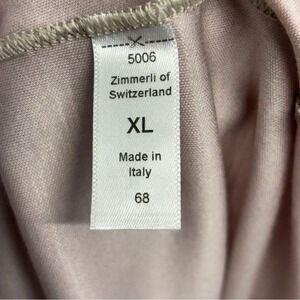 5006
Zimmerli of
Switzerland
XL
Made in
Italy
68